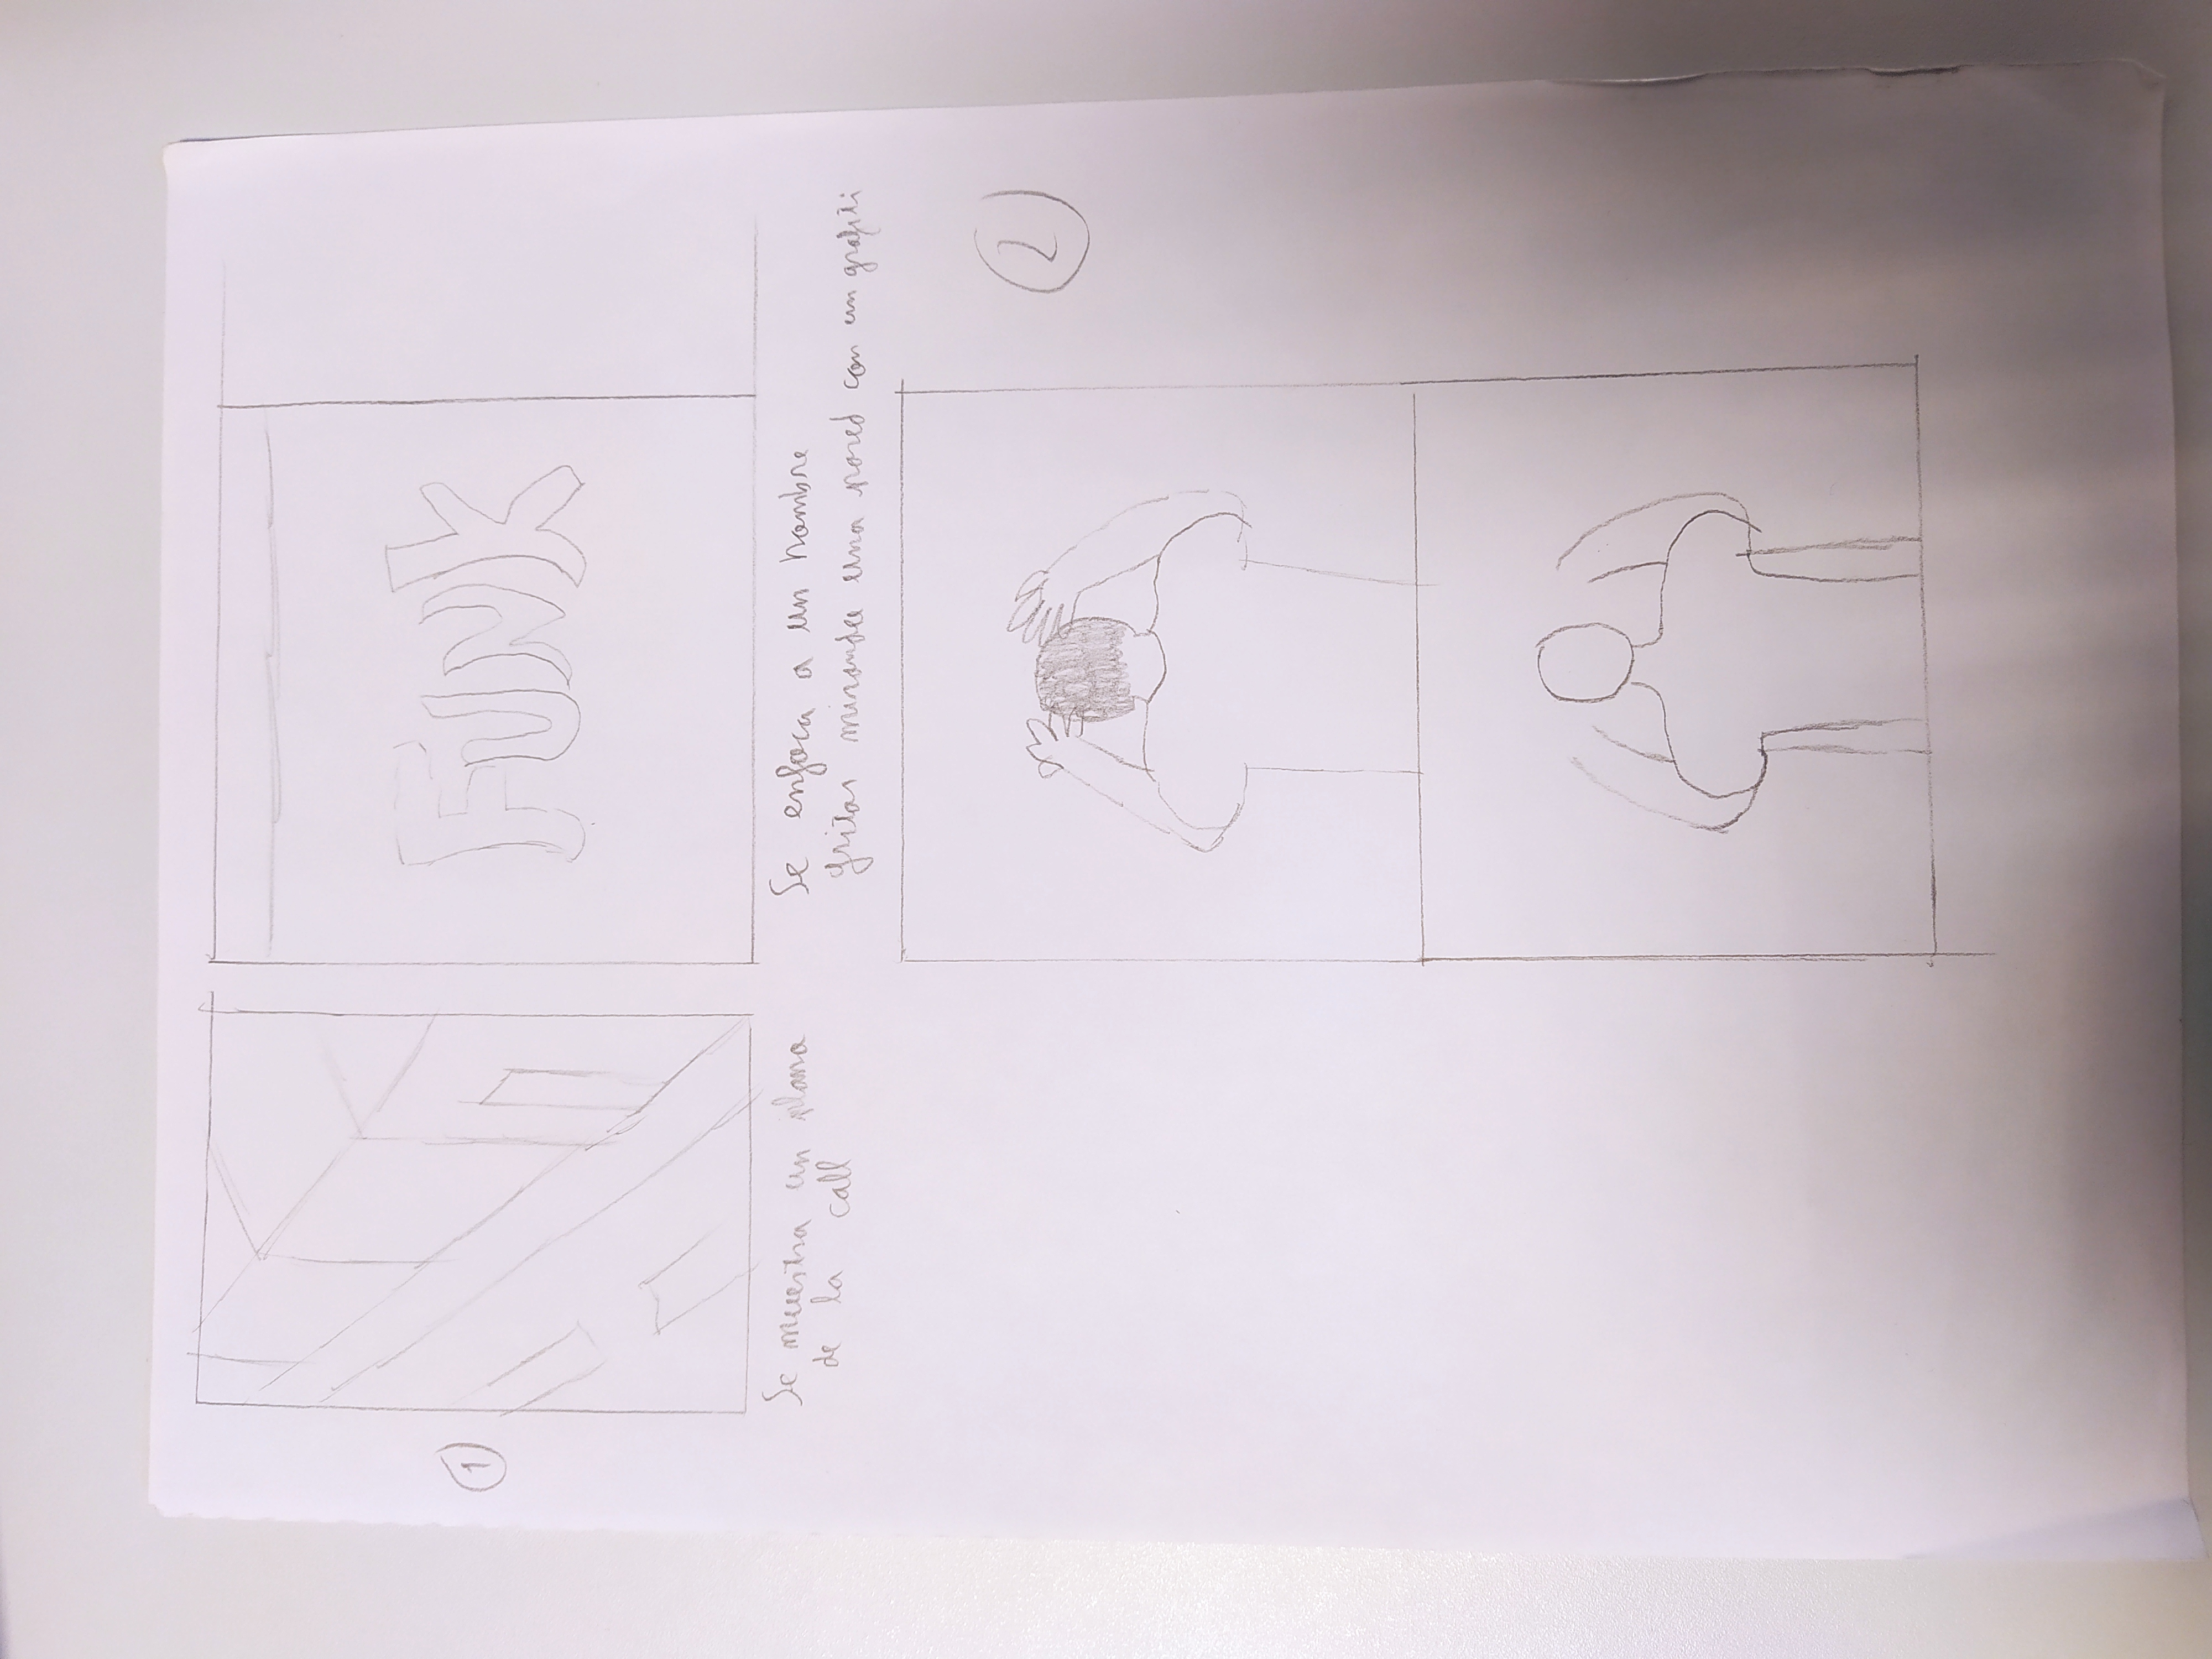 1
FUNK
Se muestra un plano
de la call
Se enfoca a un hombre
gritar mirando una pared con un grafiti
2